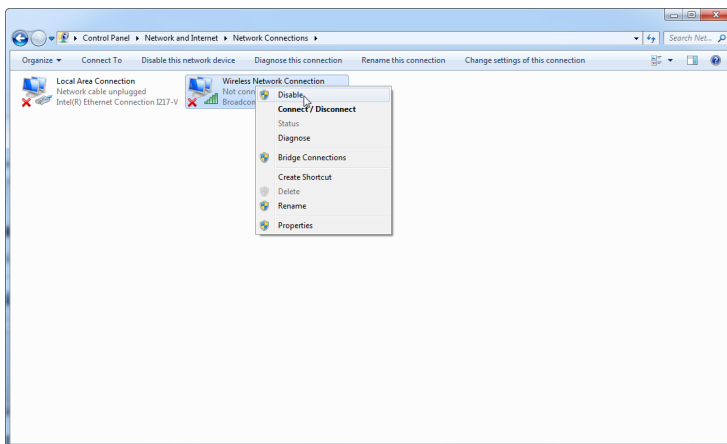 Control Panel ▸ Network and Internet ▸ Network Connections ▸
Search Net...
Organize Connect To Disable this network device Diagnose this connection Rename this connection Change settings of this connection
Local Area Connection
Network cable unplugged
Intel(R) Ethernet Connection I217-V
Wireless Network Connection
Not conn
Broadcom
Disable
Connect / Disconnect
Status
Diagnose
Bridge Connections
Create Shortcut
Delete
Rename
Properties